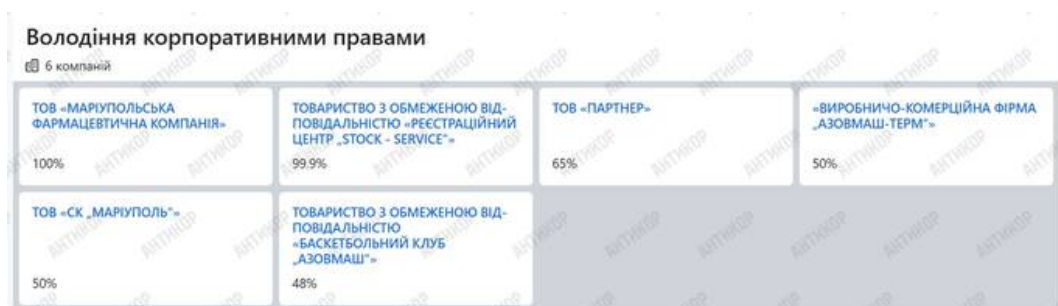 Володіння корпоративними правами
6 компаній
ТОВ «МАРІУПОЛЬСЬКА
ФАРМАЦЕВТИЧНА КОМПАНІЯ»
100%
ТОВАРИСТВО З ОБМЕЖЕНОЮ ВІД-
ПОВІДАЛЬНІСТЮ «РЕЄСТРАЦІЙНИЙ
ЦЕНТР „STOCK - SERVICE"»
99.9%
ТОВ «ПАРТНЕР»
65%
«ВИРОБНИЧО-КОМЕРЦІЙНА ФІРМА
„АЗОВМАШ-ТЕРМ"»
50%
ТОВ «СК „МАРІУПОЛЬ"»
50%
ТОВАРИСТВО З ОБМЕЖЕНОЮ ВІД-
ПОВІДАЛЬНІСТЮ
«БАСКЕТБОЛЬНИЙ КЛУБ
„АЗОВМАШ"»
48%
АНТИКОР